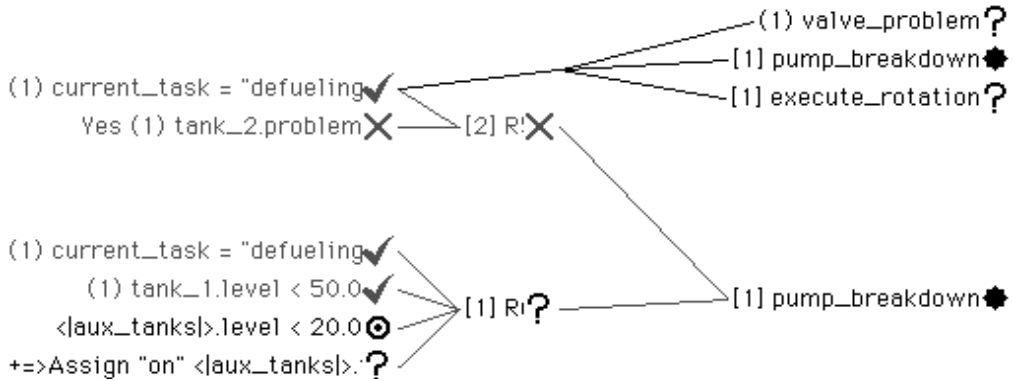 (1) valve_problem ?
[1] pump_breakdown
(1) current_task = "defueling
[1] execute_rotation ?
Yes (1) tank_2.problem
[2] R
(1) current_task = "defueling
(1) tank_1.level < 50.0
[1] R ?
[1] pump_breakdown
<|aux_tanks|>.level < 20.0
+=>Assign "on" <|aux_tanks|>. ?